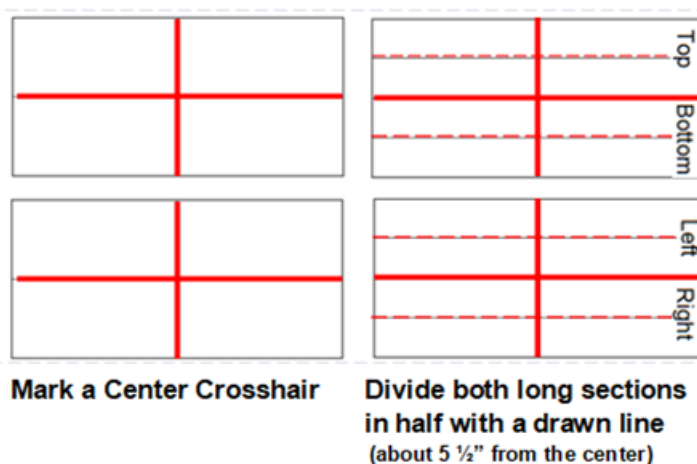 Top
Bottom
Left
Right
Mark a Center Crosshair
Divide both long sections
in half with a drawn line
(about 5 ½” from the center)